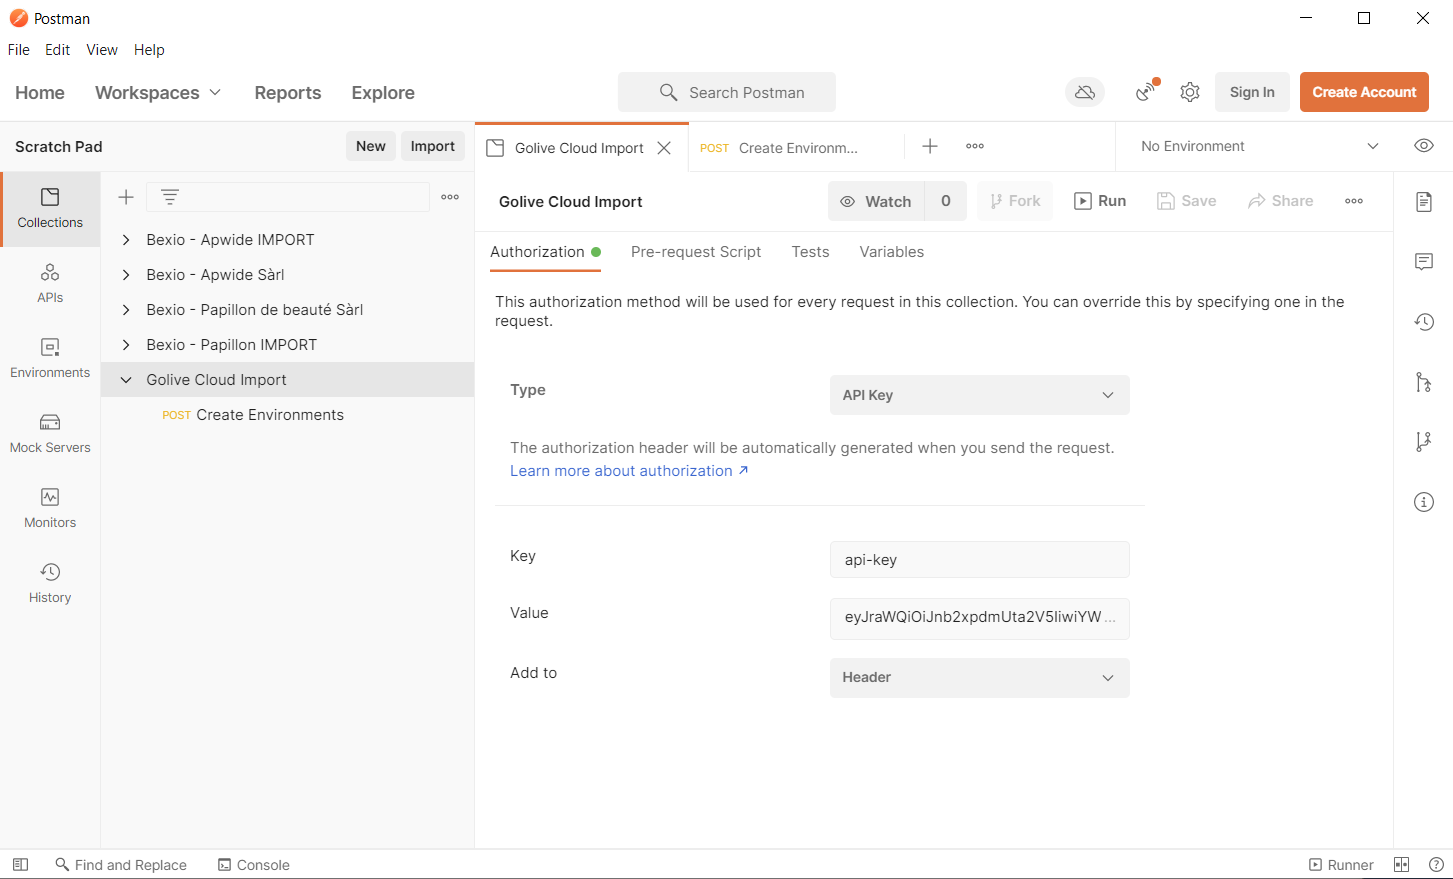 Postman
File Edit View Help
Home Workspaces Reports Explore Search Postman Sign In Create Account
Scratch Pad New Import
Golive Cloud Import POST Create Environm... No Environment
Collections
APIs
Environments
Mock Servers
Monitors
History
Bexio - Apwide IMPORT
Bexio - Apwide Sàrl
Bexio - Papillon de beauté Sàrl
Bexio - Papillon IMPORT
Golive Cloud Import
POST Create Environments
Golive Cloud Import Watch 0 Fork Run Save Share
Authorization Pre-request Script Tests Variables
This authorization method will be used for every request in this collection. You can override this by specifying one in the
request.
Type API Key
The authorization header will be automatically generated when you send the request.
Learn more about authorization ↗
Key api-key
Value eyJraWQiOiJnb2xpdmUta2V5IiwiYW...
Add to Header
Find and Replace Console Runner